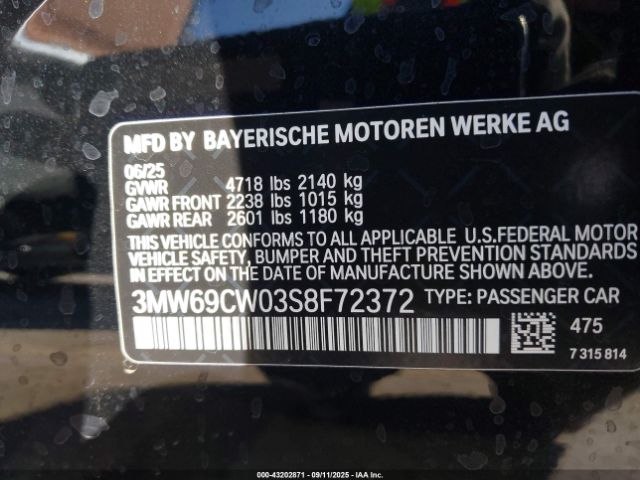 MFD BY BAYERISCHE MOTOREN WERKE AG
06/25
GVWR 4718 lbs 2140 kg
GAWR FRONT 2238 lbs 1015 kg
GAWR REAR 2601 lbs 1180 kg
THIS VEHICLE CONFORMS TO ALL APPLICABLE U.S.FEDERAL MOTOR
VEHICLE SAFETY, BUMPER AND THEFT PREVENTION STANDARDS
IN EFFECT ON THE DATE OF MANUFACTURE SHOWN ABOVE.
3MW69CW03S8F72372 TYPE: PASSENGER CAR
475
7 315 814
000-43202871 - 09/11/2025 - IAA Inc.